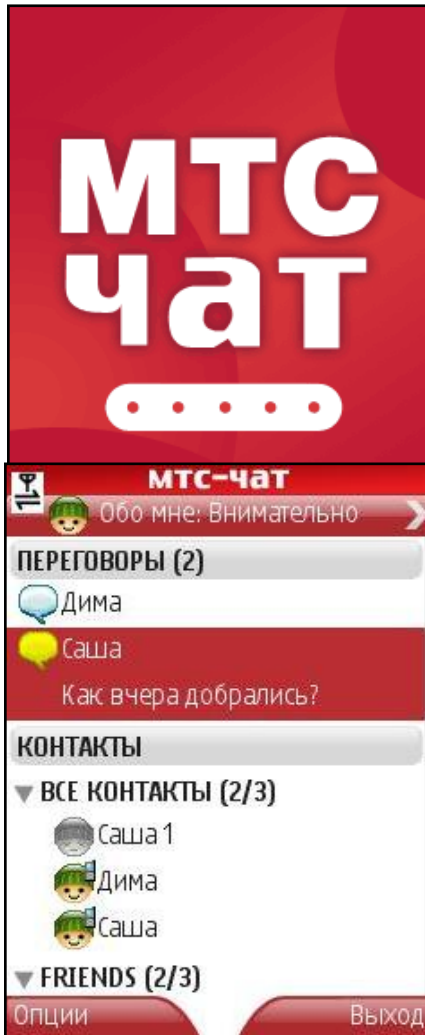 мтс
чат
мтс-чат
Обо мне: Внимательно
ПЕРЕГОВОРЫ (2)
Дима
Саша
Как вчера добрались?
КОНТАКТЫ
ВСЕ КОНТАКТЫ (2/3)
Саша 1
Дима
Саша
FRIENDS (2/3)
Опции
Выход